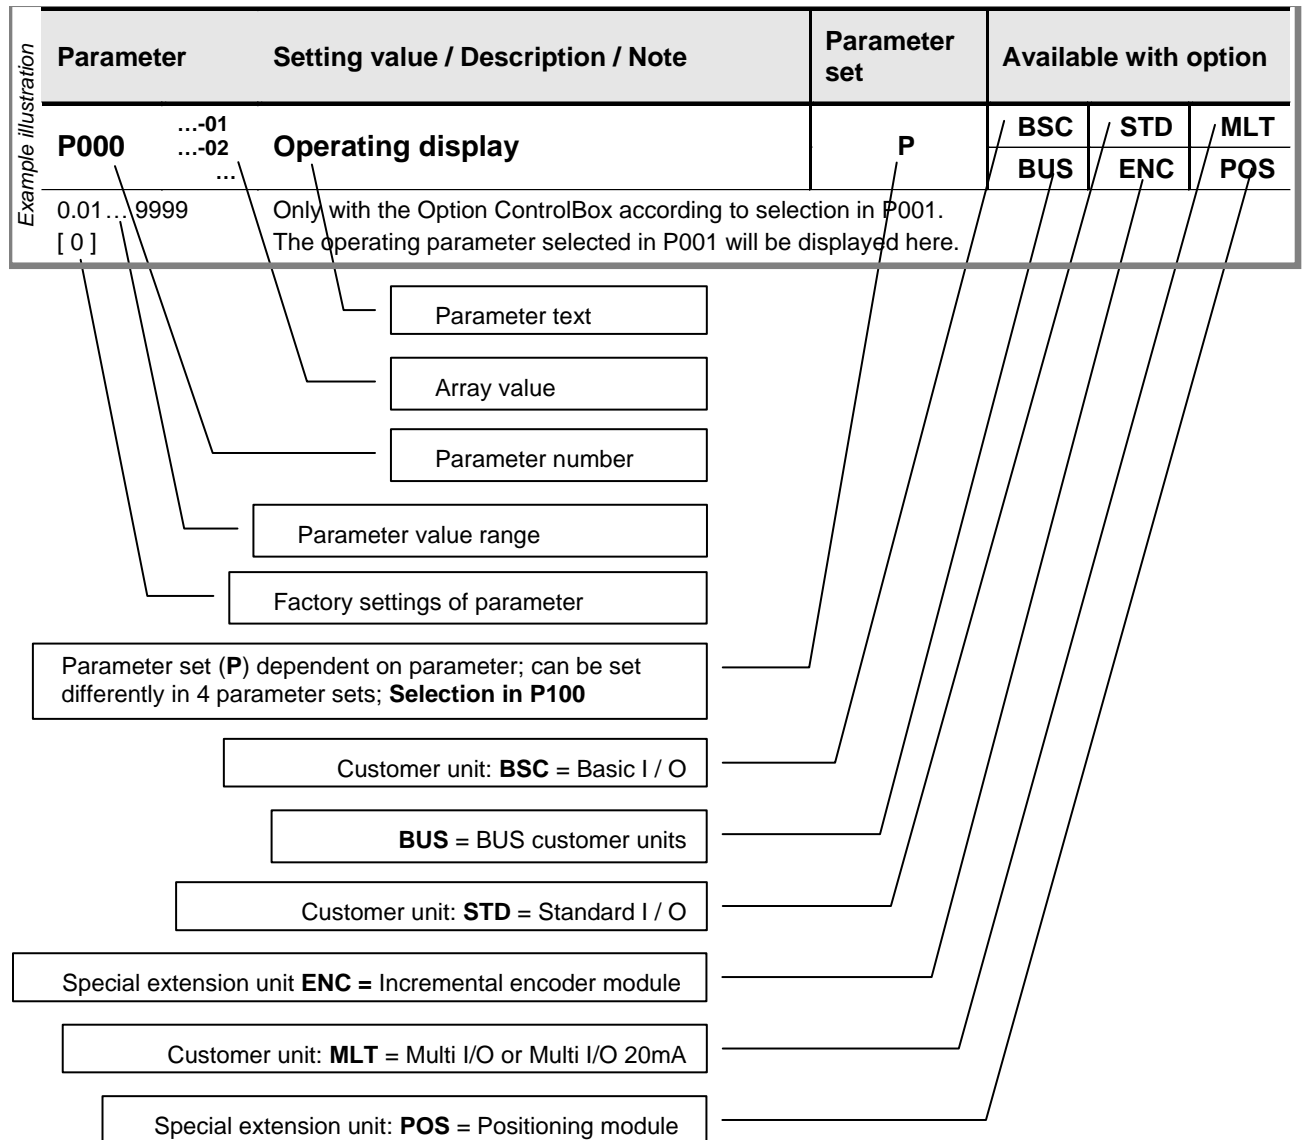 Example illustration
Parameter Setting value / Description / Note Parameter set Available with option
P000 …-01 …-02 … Operating display P BSC STD MLT
BUS ENC POS
0.01…9999 Only with the Option ControlBox according to selection in P001.
[ 0 ] The operating parameter selected in P001 will be displayed here.
Parameter text
Array value
Parameter number
Parameter value range
Factory settings of parameter
Parameter set (P) dependent on parameter; can be set
differently in 4 parameter sets; Selection in P100
Customer unit: BSC = Basic I / O
BUS = BUS customer units
Customer unit: STD = Standard I / O
Special extension unit ENC = Incremental encoder module
Customer unit: MLT = Multi I/O or Multi I/O 20mA
Special extension unit: POS = Positioning module